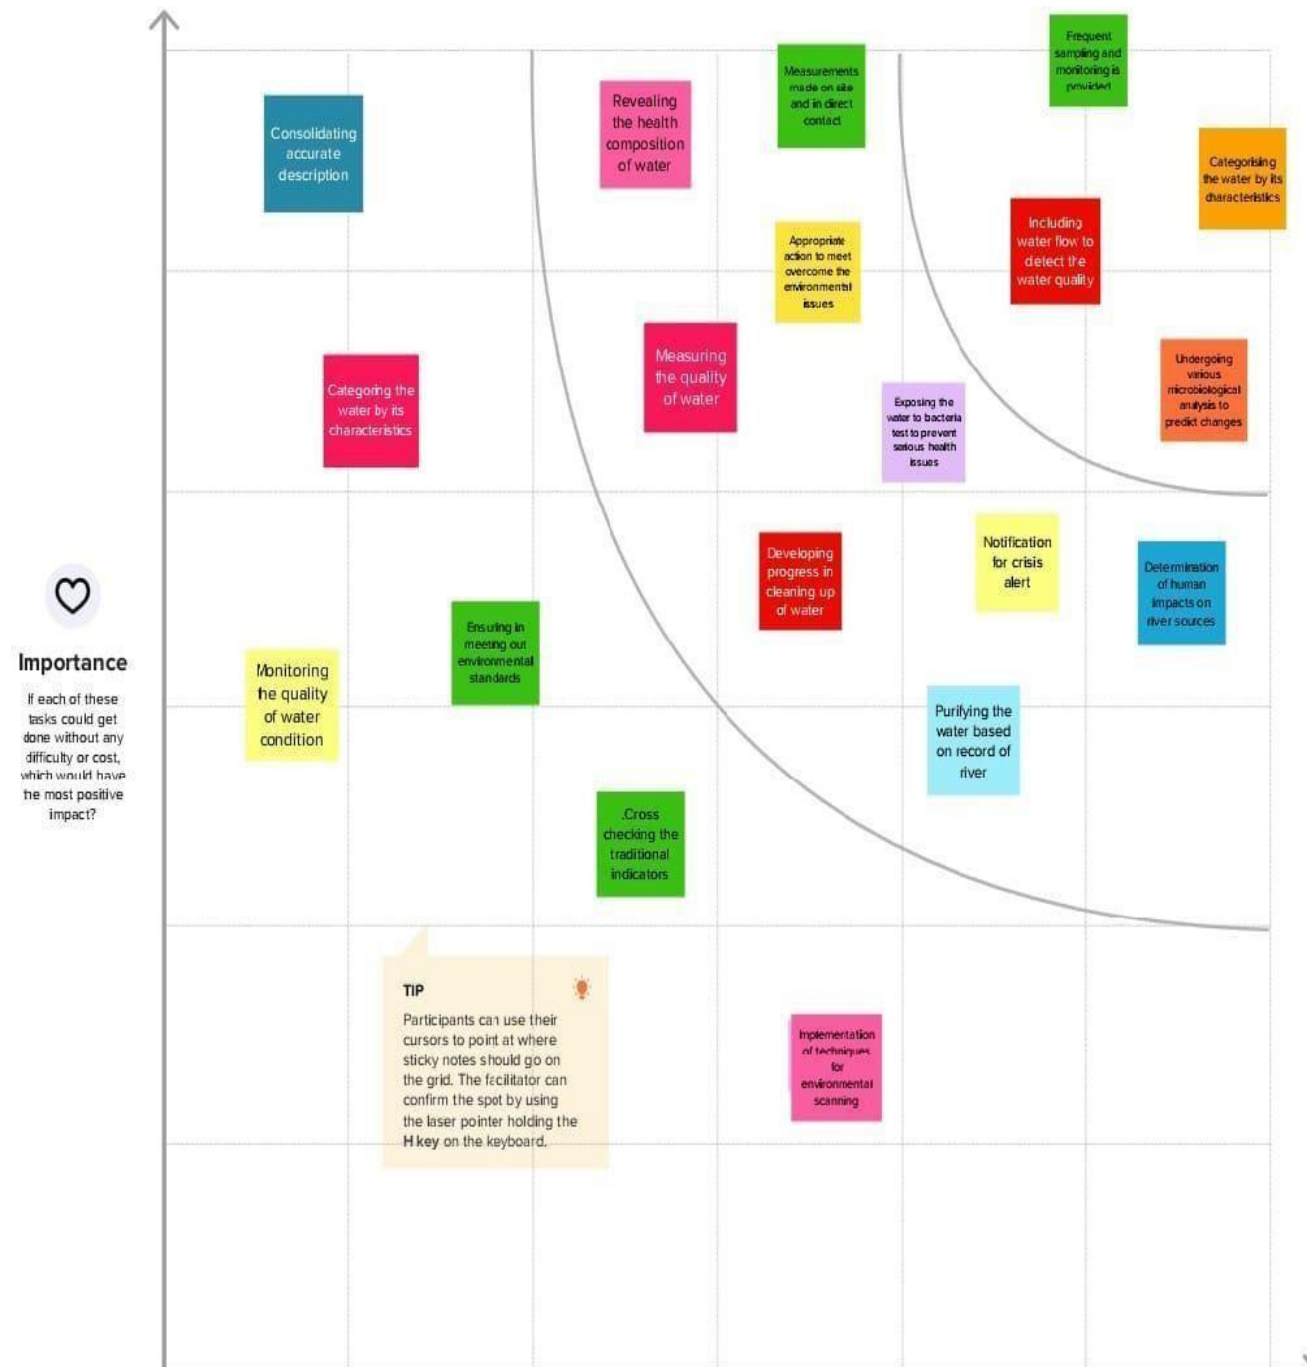 Frequent
sampling and
monitoring is
provided
Measurements
made on site
and in direct
contact
Revealing
the health
composition
of water
Consolidating
accurate
description
Categorising
the water by its
characteristics
Including
water flow to
detect the
water quality
Appropriate
action to meet
overcome the
environmental
issues
Measuring
the quality
of water
Undergoing
various
microbiological
analysis to
predict changes
Categoring the
water by its
characteristics
Exposing the
water to bacteria
test to prevent
serious health
issues
Notification
for crisis
alert
Developing
progress in
cleaning up
of water
Determination
of human
impacts on
river sources
Ensuring in
meeting out
environmental
standards
Monitoring
the quality
of water
condition
Importance
If each of these
tasks could get
done without any
difficulty or cost,
which would have
the most positive
impact?
Purifying the
water based
on record of
river
.Cross
checking the
traditional
indicators
TIP
Participants can use their
cursors to point at where
sticky notes should go on
the grid. The facilitator can
confirm the spot by using
the laser pointer holding the
H key on the keyboard.
Implementation
of techniques
for
environmental
scanning